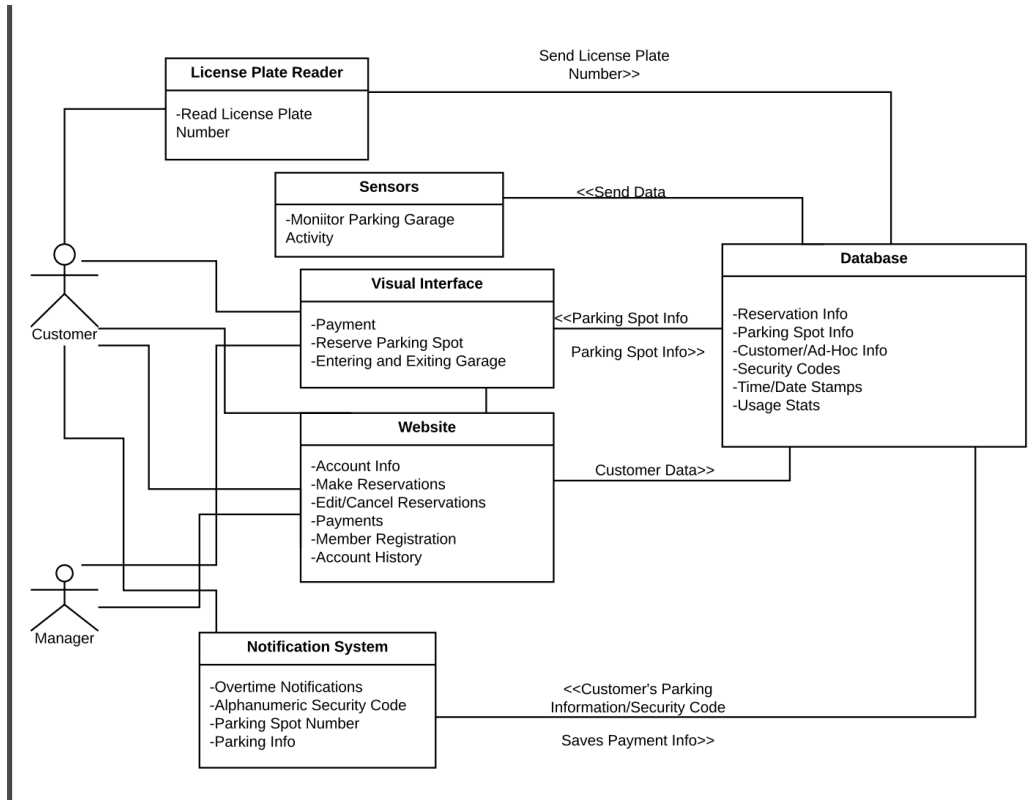 Send License Plate
Number>>
License Plate Reader
-Read License Plate
Number
Sensors
-Moniitor Parking Garage
Activity
<<Send Data
Customer
Visual Interface
-Payment
-Reserve Parking Spot
-Entering and Exiting Garage
<<Parking Spot Info
Parking Spot Info>>
Database
-Reservation Info
-Parking Spot Info
-Customer/Ad-Hoc Info
-Security Codes
-Time/Date Stamps
-Usage Stats
Website
-Account Info
-Make Reservations
-Edit/Cancel Reservations
-Payments
-Member Registration
-Account History
Customer Data>>
Manager
Notification System
-Overtime Notifications
-Alphanumeric Security Code
-Parking Spot Number
-Parking Info
<<Customer's Parking
Information/Security Code
Saves Payment Info>>